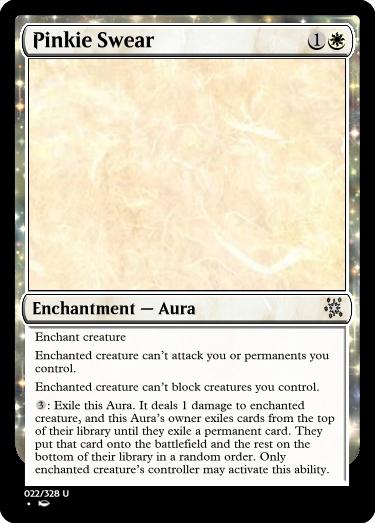 Pinkie Swear 1
Enchantment — Aura
Enchant creature
Enchanted creature can't attack you or permanents you
control.
Enchanted creature can't block creatures you control.
3: Exile this Aura. It deals 1 damage to enchanted
creature, and this Aura's owner exiles cards from the top
of their library until they exile a permanent card. They
put that card onto the battlefield and the rest on the
bottom of their library in a random order. Only
enchanted creature's controller may activate this ability.
022/328 U